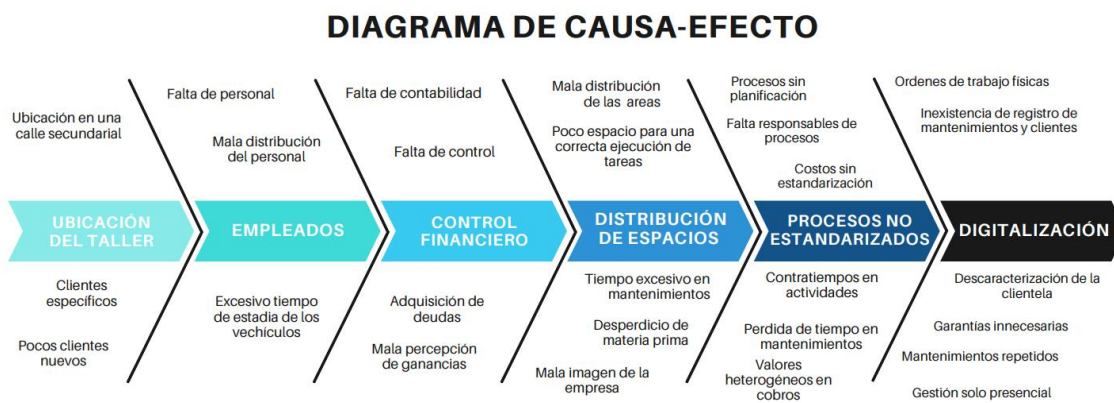 DIAGRAMA DE CAUSA-EFECTO
Ubicación en una
calle secundarial
Falta de personal
Mala distribución
del personal
Falta de contabilidad
Falta de control
Mala distribución
de las areas
Poco espacio para una
correcta ejecución de
tareas
Procesos sin
planificación
Falta responsables de
procesos
Costos sin
estandarización
Ordenes de trabajo físicas
Inexistencia de registro de
mantenimientos y clientes
UBICACIÓN
DEL TALLER
EMPLEADOS
CONTROL
FINANCIERO
DISTRIBUCIÓN
DE ESPACIOS
PROCESOS NO
ESTANDARIZADOS
DIGITALIZACIÓN
Clientes
específicos
Pocos clientes
nuevos
Excesivo tiempo
de estadia de los
vechículos
Adquisición de
deudas
Mala percepción
de ganancias
Tiempo excesivo en
mantenimientos
Desperdicio de
materia prima
Mala imagen de la
empresa
Contratiempos en
actividades
Perdida de tiempo en
mantenimientos
Valores
heterogéneos en
cobros
Descaracterización de la
clientela
Garantías innecesarias
Mantenimientos repetidos
Gestión solo presencial